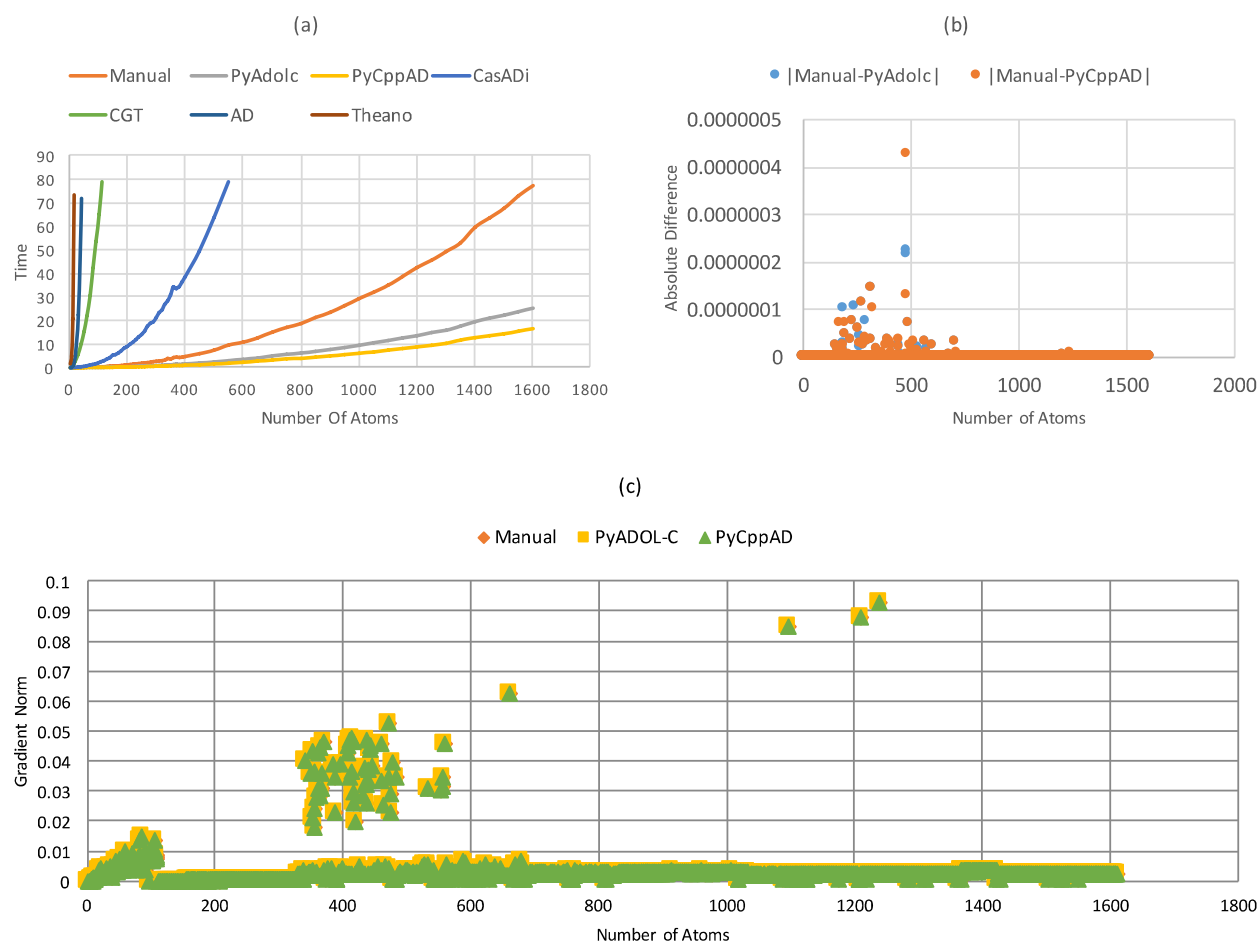 (a)
Manual PyAdolc PyCppAD CasADi
CGT AD Theano
90
80
70
60
50
40
30
20
10
0
Time
0 200 400 600 800 1000 1200 1400 1600 1800
Number Of Atoms
(b)
|Manual-PyAdolc| |Manual-PyCppAD|
0.0000005
0.0000004
0.0000003
0.0000002
0.0000001
0
Absolute Difference
0 500 1000 1500 2000
Number of Atoms
(c)
Manual PyADOL-C PyCppAD
0.1
0.09
0.08
0.07
0.06
0.05
0.04
0.03
0.02
0.01
0
Gradient Norm
0 200 400 600 800 1000 1200 1400 1600 1800
Number of Atoms